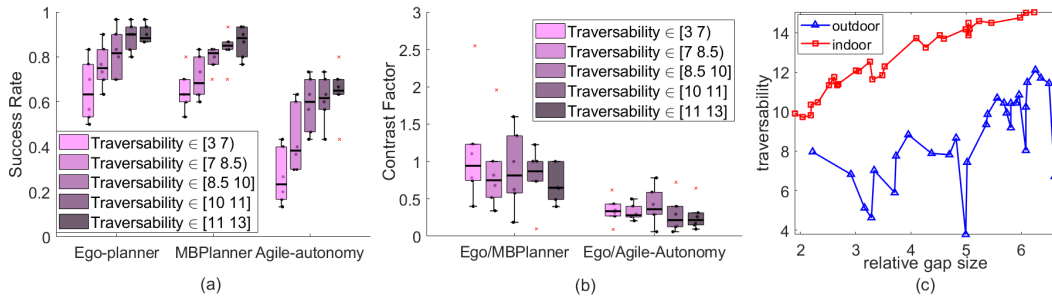 (a)
Success Rate
1
0.8
0.6
0.4
0.2
0
Traversability ∈ [3 7)
Traversability ∈ [7 8.5)
Traversability ∈ [8.5 10]
Traversability ∈ [10 11]
Traversability ∈ [11 13]
Ego-planner
MBPlanner
Agile-autonomy
(a)
Contrast Factor
3
2.5
2
1.5
1
0.5
0
Traversability ∈ [3 7)
Traversability ∈ [7 8.5)
Traversability ∈ [8.5 10]
Traversability ∈ [10 11]
Traversability ∈ [11 13]
Ego/MBPlanner
Ego/Agile-Autonomy
(b)
traversability
14
12
10
8
6
4
outdoor
indoor
2
3
4
5
6
relative gap size
(c)